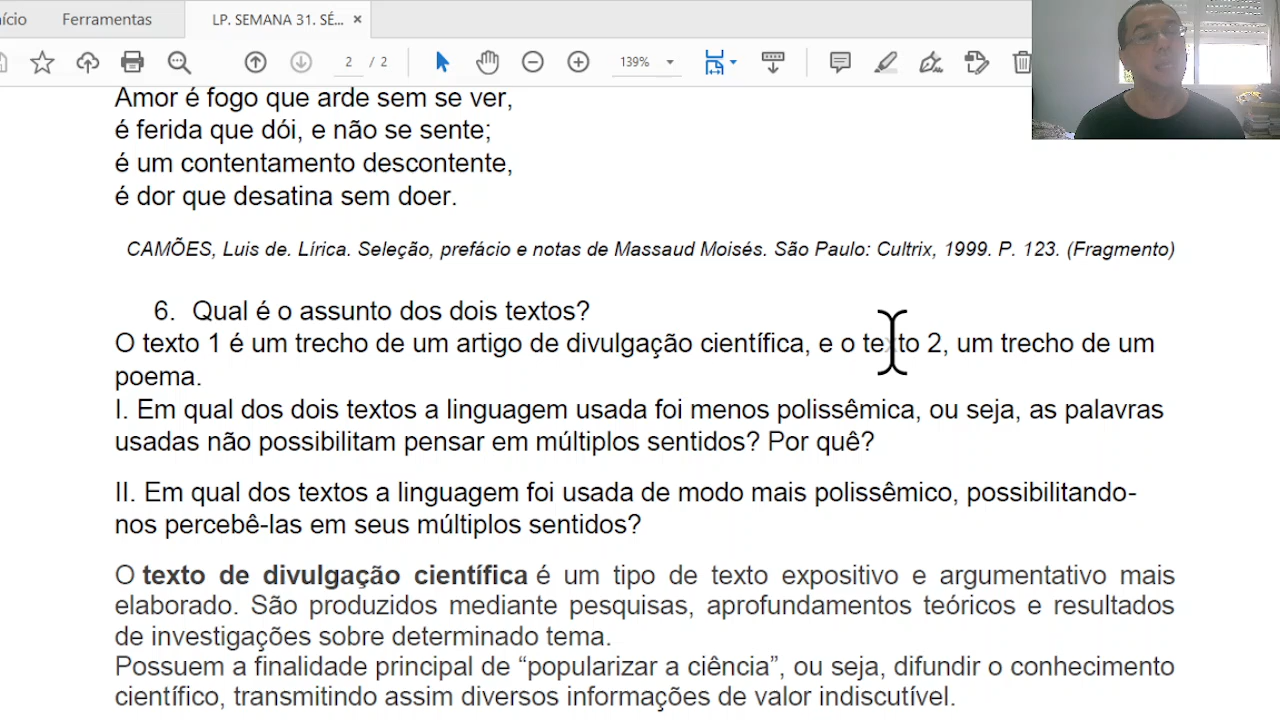 ício Ferramentas LP. SEMANA 31. SÉ... ×
2 / 2 139%
Amor é fogo que arde sem se ver,
é ferida que dói, e não se sente;
é um contentamento descontente,
é dor que desatina sem doer.
CAMÕES, Luis de. Lírica. Seleção, prefácio e notas de Massaud Moisés. São Paulo: Cultrix, 1999. P. 123. (Fragmento)
6. Qual é o assunto dos dois textos?
O texto 1 é um trecho de um artigo de divulgação científica, e o texto 2, um trecho de um
poema.
I. Em qual dos dois textos a linguagem usada foi menos polissêmica, ou seja, as palavras
usadas não possibilitam pensar em múltiplos sentidos? Por quê?
II. Em qual dos textos a linguagem foi usada de modo mais polissêmico, possibilitando-
nos percebê-las em seus múltiplos sentidos?
O texto de divulgação científica é um tipo de texto expositivo e argumentativo mais
elaborado. São produzidos mediante pesquisas, aprofundamentos teóricos e resultados
de investigações sobre determinado tema.
Possuem a finalidade principal de “popularizar a ciência”, ou seja, difundir o conhecimento
científico, transmitindo assim diversos informações de valor indiscutível.